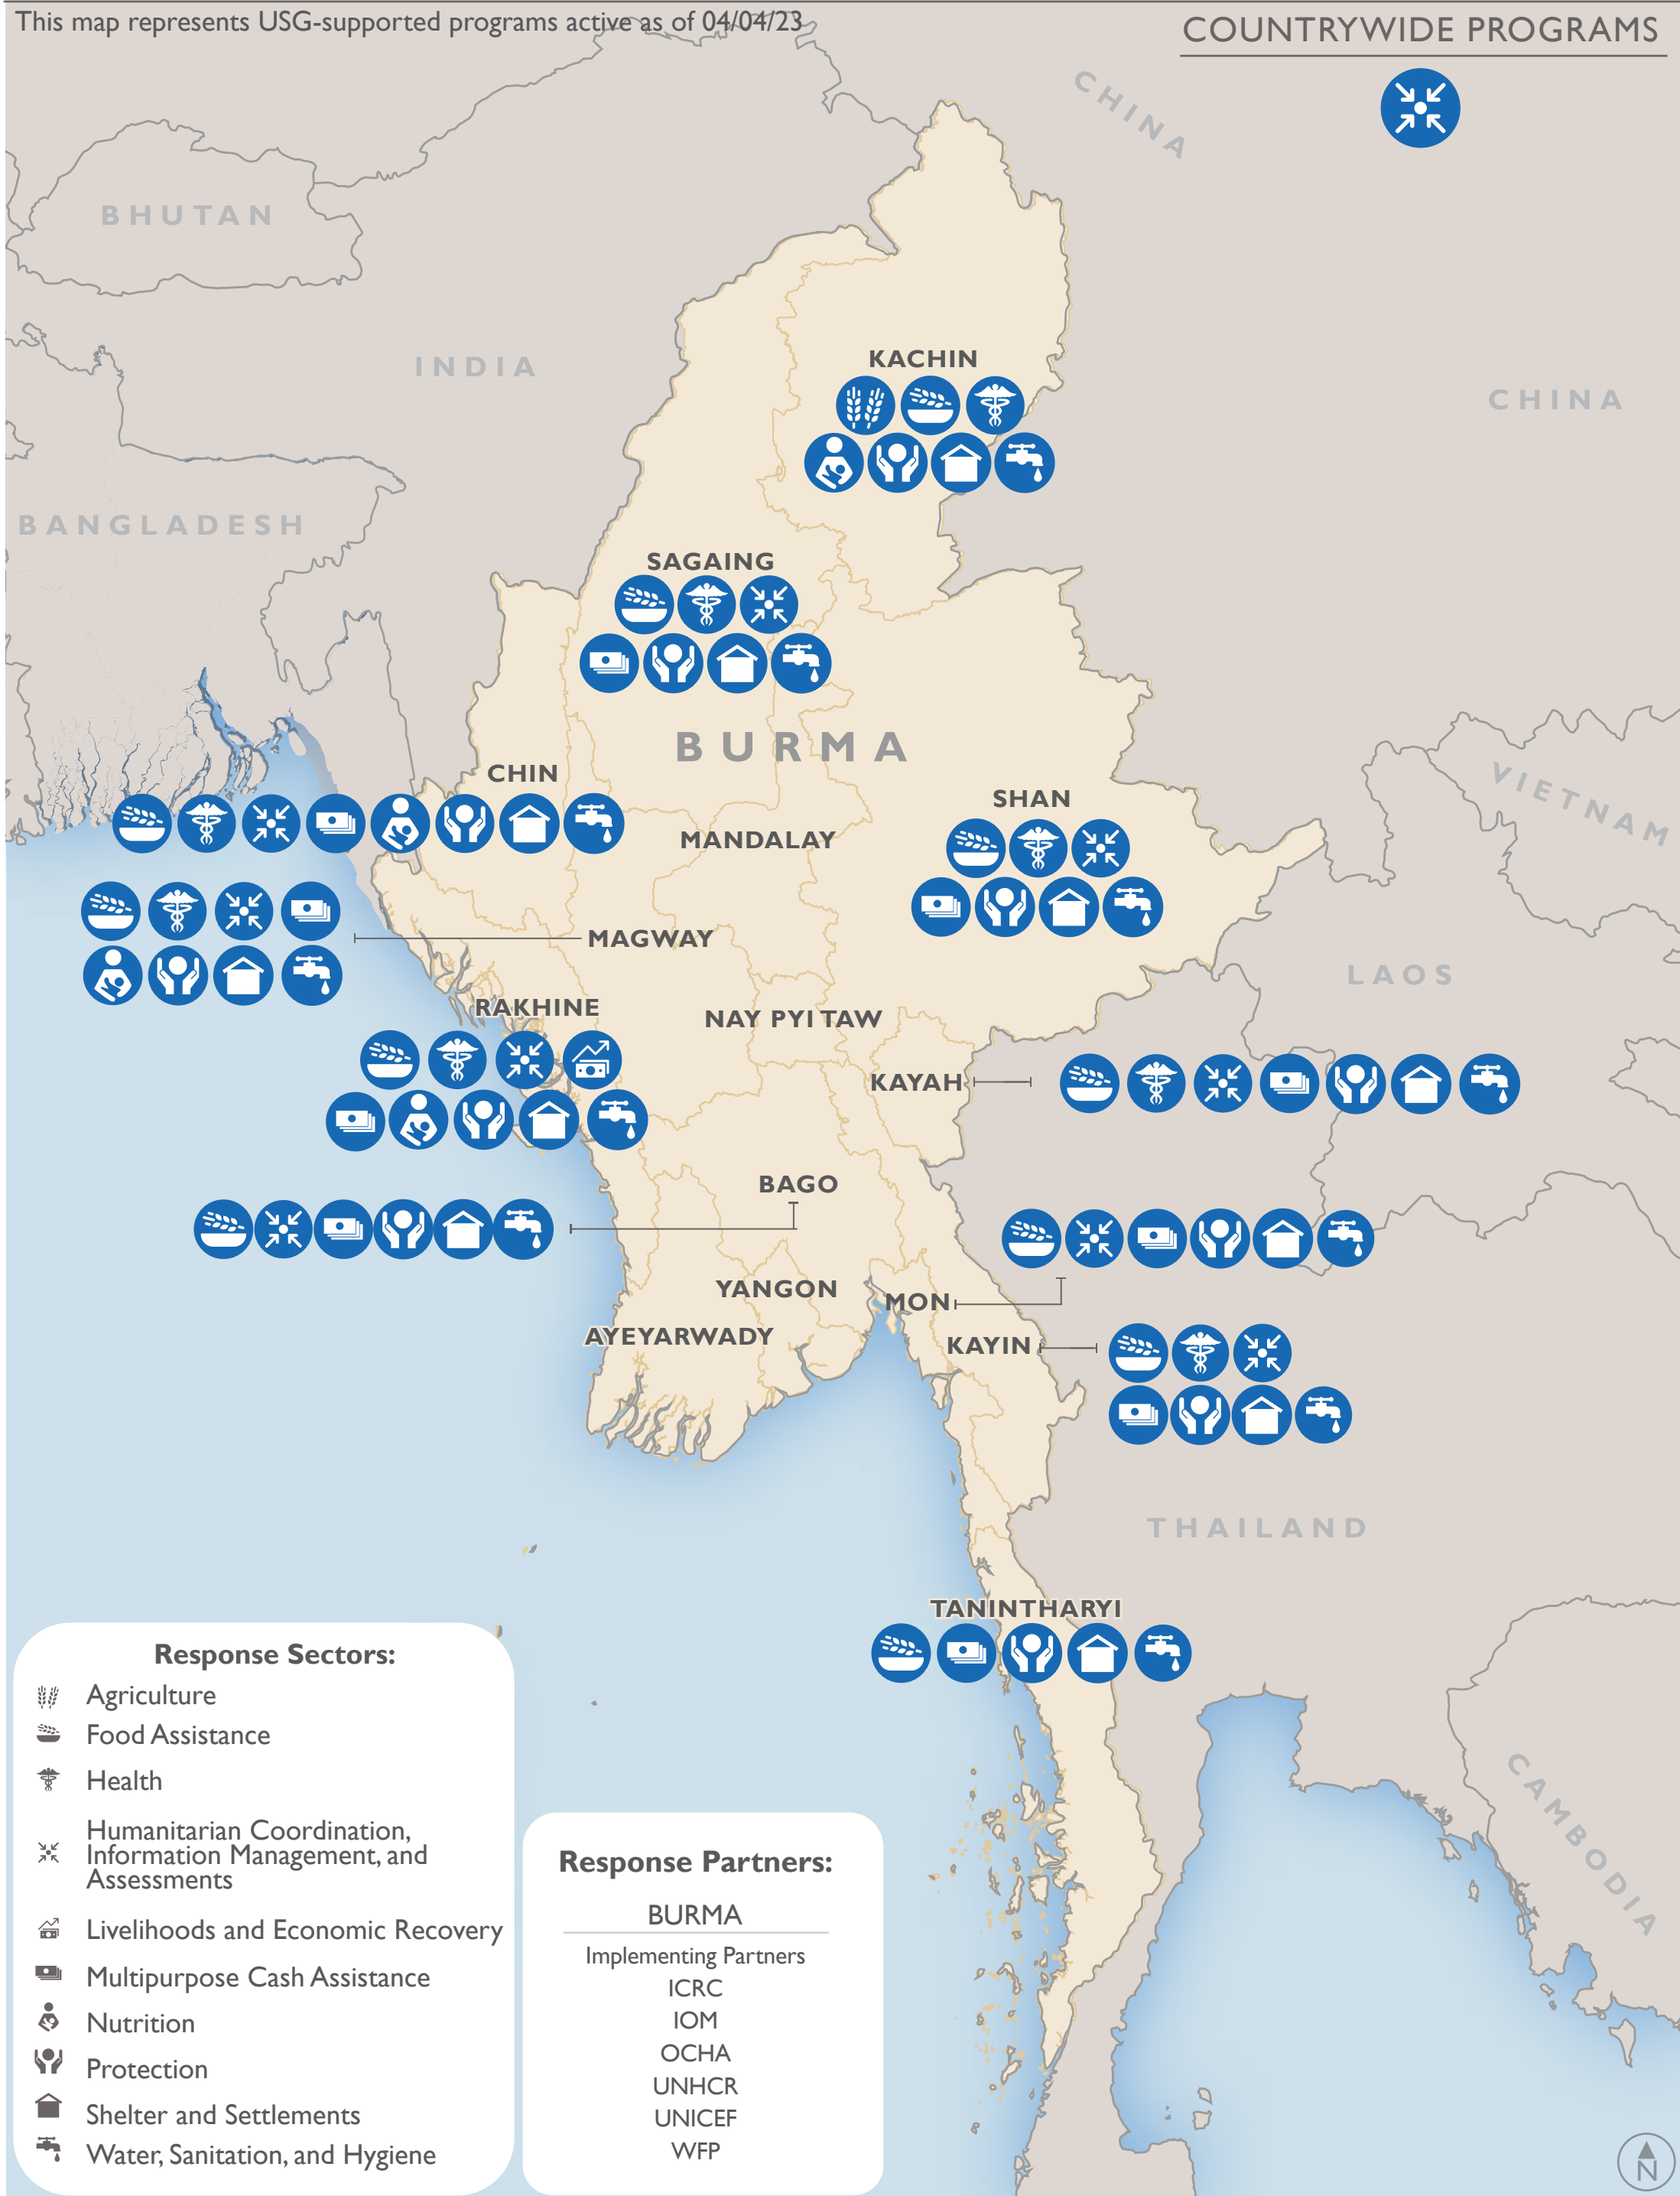 This map represents USG-supported programs active as of 04/04/23
COUNTRYWIDE PROGRAMS
CHINA
BHUTAN
INDIA
KACHIN
CHINA
BANGLADESH
SAGAING
BURMA
VIETNAM
CHIN
SHAN
MANDALAY
MAGWAY
LAOS
RAKHINE
NAY PYI TAW
KAYAH
BAGO
YANGON
MON
AYEYARWADY
KAYIN
THAILAND
TANINTHARYI
CAMBODIA
Response Sectors:
Agriculture
Food Assistance
Health
Humanitarian Coordination,
Information Management, and
Assessments
Livelihoods and Economic Recovery
Multipurpose Cash Assistance
Nutrition
Protection
Shelter and Settlements
Water, Sanitation, and Hygiene
Response Partners:
BURMA
Implementing Partners
ICRC
IOM
OCHA
UNHCR
UNICEF
WFP
N